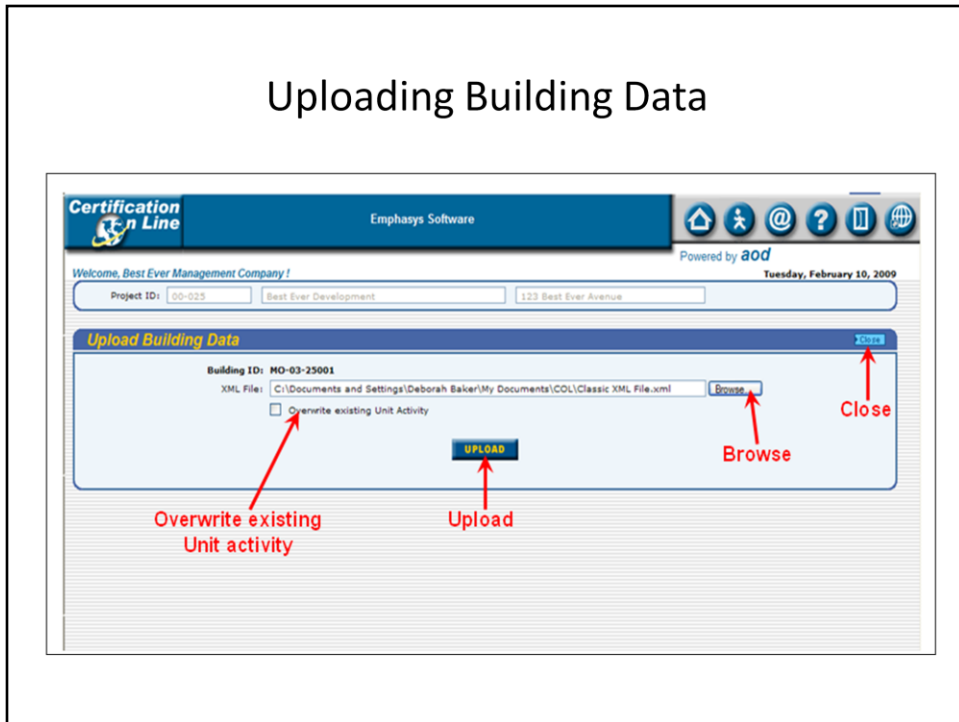 Uploading Building Data
Certification
On Line
Emphasys Software
Powered by aod
Welcome, Best Ever Management Company !
Tuesday, February 10, 2009
Project ID: 00-025 Best Ever Development 123 Best Ever Avenue
Upload Building Data
Close
Building ID: MO-03-25001
XML File: C:\Documents and Settings\Deborah Baker\My Documents\COL\Classic XML File.xml Browse...
Overwrite existing Unit Activity
Close
UPLOAD
Browse
Overwrite existing
Unit activity
Upload